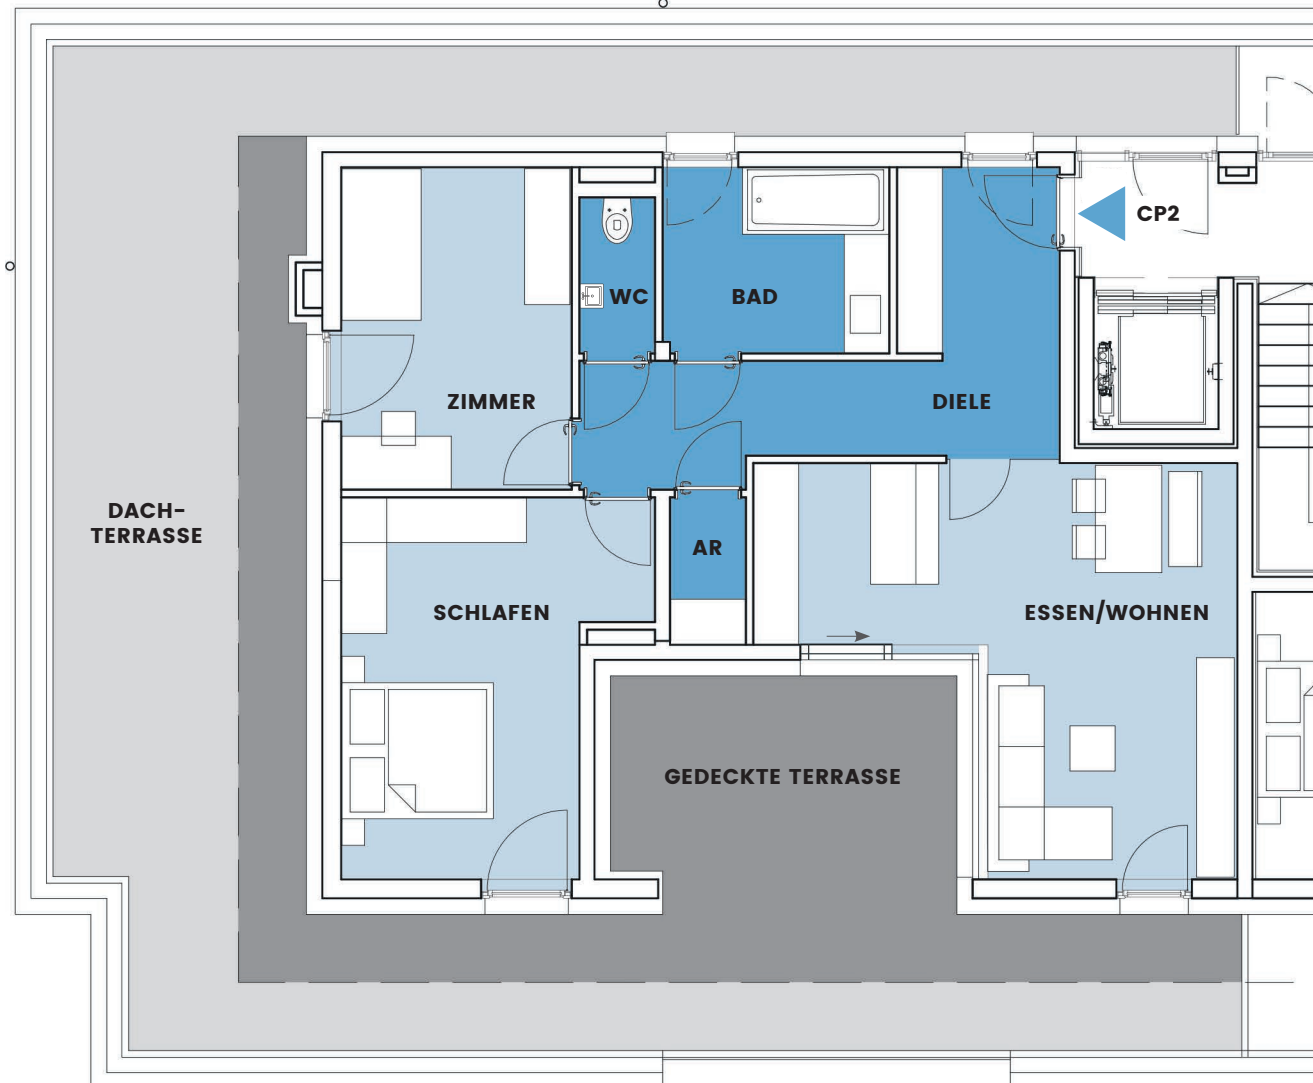 CP2
WC
BAD
ZIMMER
DIELE
DACH-
TERRASSE
AR
SCHLAFEN
ESSEN/WOHNEN
GEDECKTE TERRASSE